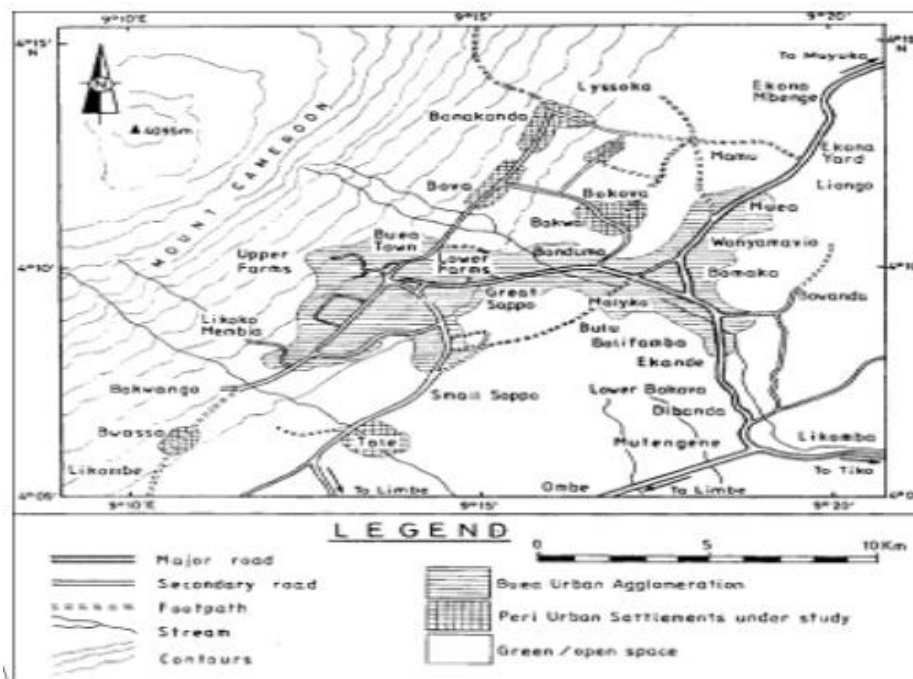 9°10'E 9°15' 9°20'
4°15' N
4°15' N
To Muyuka
Lyssoka
Ekona Mbenge
Bonakanda
4095m
Ekona Yard
Mamu
MOUNT CAMEROON
Bova
Liongo
Bokova
Muea
Bokwai
Buea Town
Wonyamavio
Upper Farms
Lower Farms
Bonduma
4°10'
Bomaka
Great Soppo
Molyko
Bovanda
Likoko Membia
Bulu
Bolifamba
Ekande
Bokwango
Small Soppo
Lower Bokova
Dibanda
Bwassa
Tole
Mutengene
Likomba
Likombe
To Tiko
4°05'
To Limbe
Ombe
To Limbe
9°10'E 9°15' 9°20'
LEGEND
0 5 10Km
Major road
Secondary road
Footpath
Stream
Contours
Buea Urban Agglomeration
Peri Urban Settlements under study
Green/open space